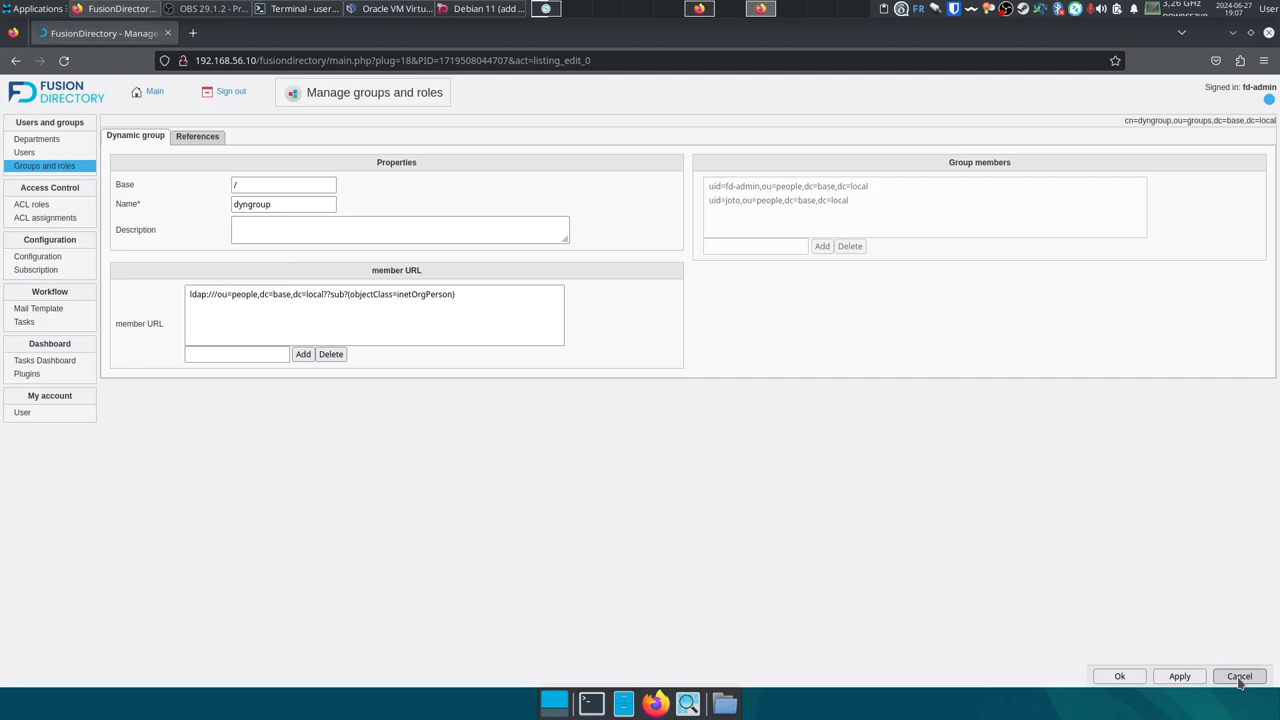 Applications
FusionDirectory...
OBS 29.1.2 - Pr...
Terminal - user...
Oracle VM Virtu...
Debian 11 (add ...
FR
3,26 GHz
2024-06-27
19:07
User
FusionDirectory - Manage
192.168.56.10/fusiondirectory/main.php?plug=18&PID=1719508044707&act=listing_edit_0
FUSION
DIRECTORY
Main
Sign out
Manage groups and roles
Signed in: fd-admin
cn=dyngroup,ou=groups,dc=base,dc=local
Users and groups
Departments
Users
Groups and roles
Access Control
ACL roles
ACL assignments
Configuration
Configuration
Subscription
Workflow
Mail Template
Tasks
Dashboard
Tasks Dashboard
Plugins
My account
User
Dynamic group
References
Properties
Base
/
Name*
dyngroup
Description
member URL
member URL
ldap:///ou=people,dc=base,dc=local??sub?(objectClass=inetOrgPerson)
Add
Delete
Group members
uid=fd-admin,ou=people,dc=base,dc=local
uid=joto,ou=people,dc=base,dc=local
Add
Delete
Ok
Apply
Cancel